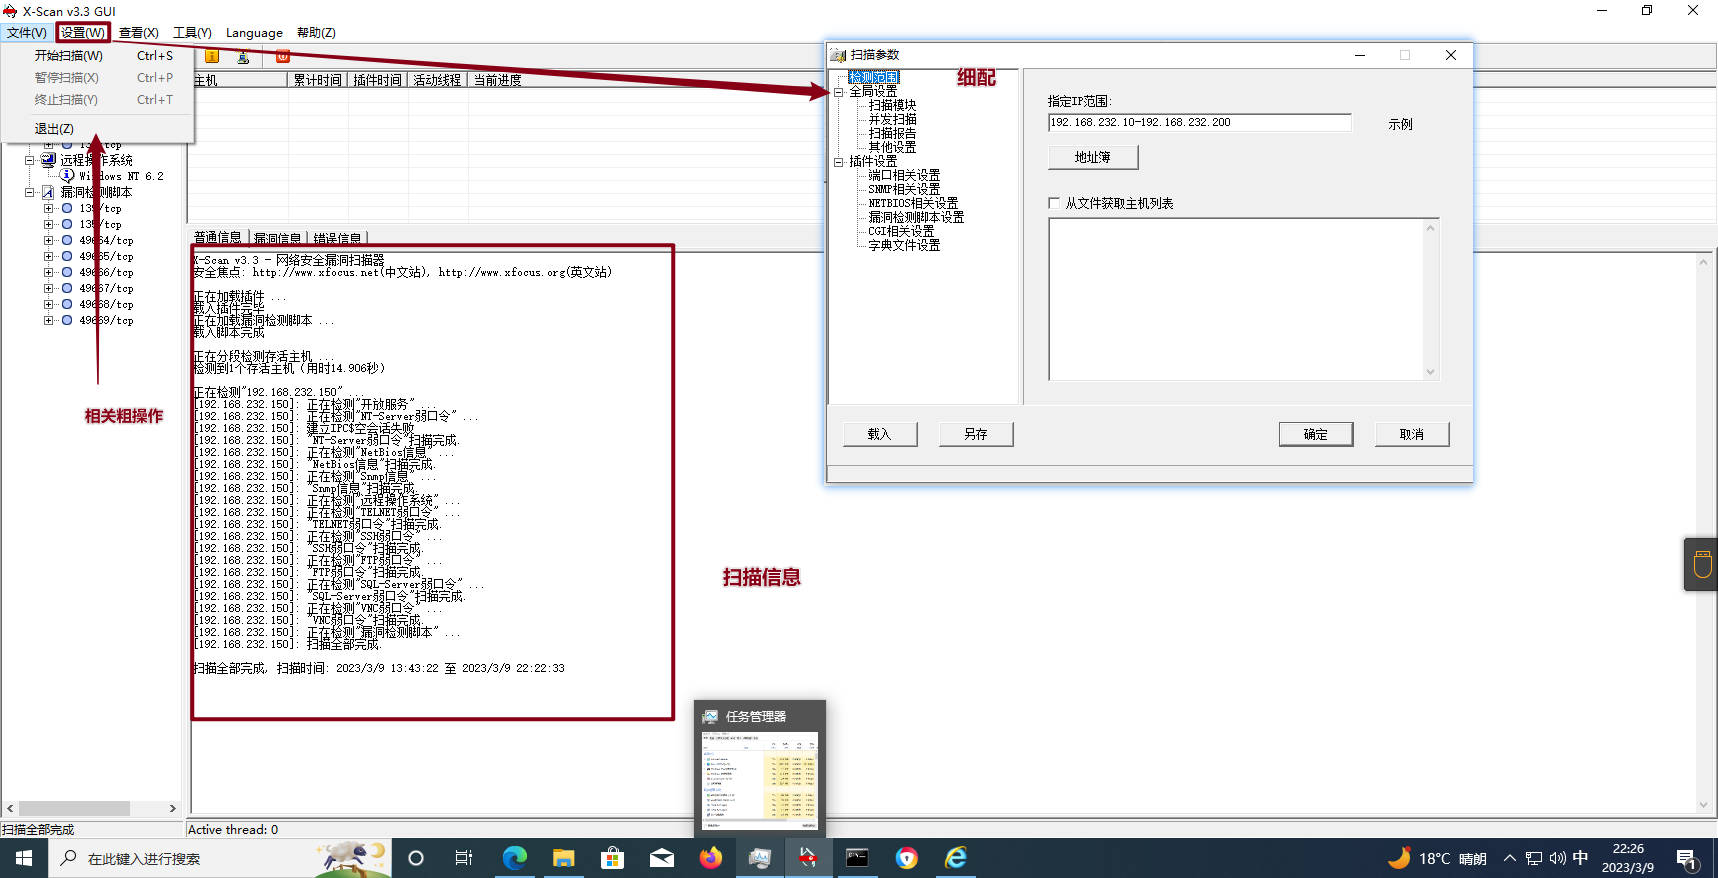 X-Scan v3.3 GUI
文件(V) 设置(W) 查看(X) 工具(Y) Language 帮助(Z)
开始扫描(W) Ctrl+S
暂停扫描(X) Ctrl+P
终止扫描(Y) Ctrl+T
退出(Z)
主机 累计时间 插件时间 活动线程 当前进度
远程操作系统
Windows NT 6.2
漏洞检测脚本
139/tcp
135/tcp
49664/tcp
49665/tcp
49666/tcp
49667/tcp
49668/tcp
49669/tcp
相关粗操作
普通信息 漏洞信息 错误信息
X-Scan v3.3 - 网络安全漏洞扫描器
安全焦点: http://www.xfocus.net(中文站), http://www.xfocus.org(英文站)
正在加载插件 ...
载入插件完毕
正在加载漏洞检测脚本 ...
载入脚本完成
正在分段检测存活主机 ...
检测到1个存活主机 (用时14.906秒)
正在检测"192.168.232.150" ...
[192.168.232.150]: 正在检测"开放服务" ...
[192.168.232.150]: 正在检测"NT-Server弱口令" ...
[192.168.232.150]: 建立IPC$空会话失败
[192.168.232.150]: "NT-Server弱口令"扫描完成.
[192.168.232.150]: 正在检测"NetBios信息" ...
[192.168.232.150]: "NetBios信息"扫描完成.
[192.168.232.150]: 正在检测"Snmp信息" ...
[192.168.232.150]: "Snmp信息"扫描完成.
[192.168.232.150]: 正在检测"远程操作系统" ...
[192.168.232.150]: 正在检测"TELNET弱口令" ...
[192.168.232.150]: "TELNET弱口令"扫描完成.
[192.168.232.150]: 正在检测"SSH弱口令" ...
[192.168.232.150]: "SSH弱口令"扫描完成.
[192.168.232.150]: 正在检测"FTP弱口令" ...
[192.168.232.150]: "FTP弱口令"扫描完成.
[192.168.232.150]: 正在检测"SQL-Server弱口令" ...
[192.168.232.150]: "SQL-Server弱口令"扫描完成.
[192.168.232.150]: 正在检测"VNC弱口令" ...
[192.168.232.150]: "VNC弱口令"扫描完成.
[192.168.232.150]: 正在检测"漏洞检测脚本" ...
[192.168.232.150]: 扫描全部完成.
扫描全部完成, 扫描时间: 2023/3/9 13:43:22 至 2023/3/9 22:22:33
扫描信息
扫描参数
细配
检测范围
全局设置
扫描模块
并发扫描
扫描报告
其他设置
插件设置
端口相关设置
SNMP相关设置
NETBIOS相关设置
漏洞检测脚本设置
CGI相关设置
字典文件设置
指定IP范围:
192.168.232.10-192.168.232.200 示例
地址簿
从文件获取主机列表
载入 另存 确定 取消
任务管理器
扫描全部完成 Active thread: 0
在此键入进行搜索
18°C 晴朗 中
22:26
2023/3/9
1